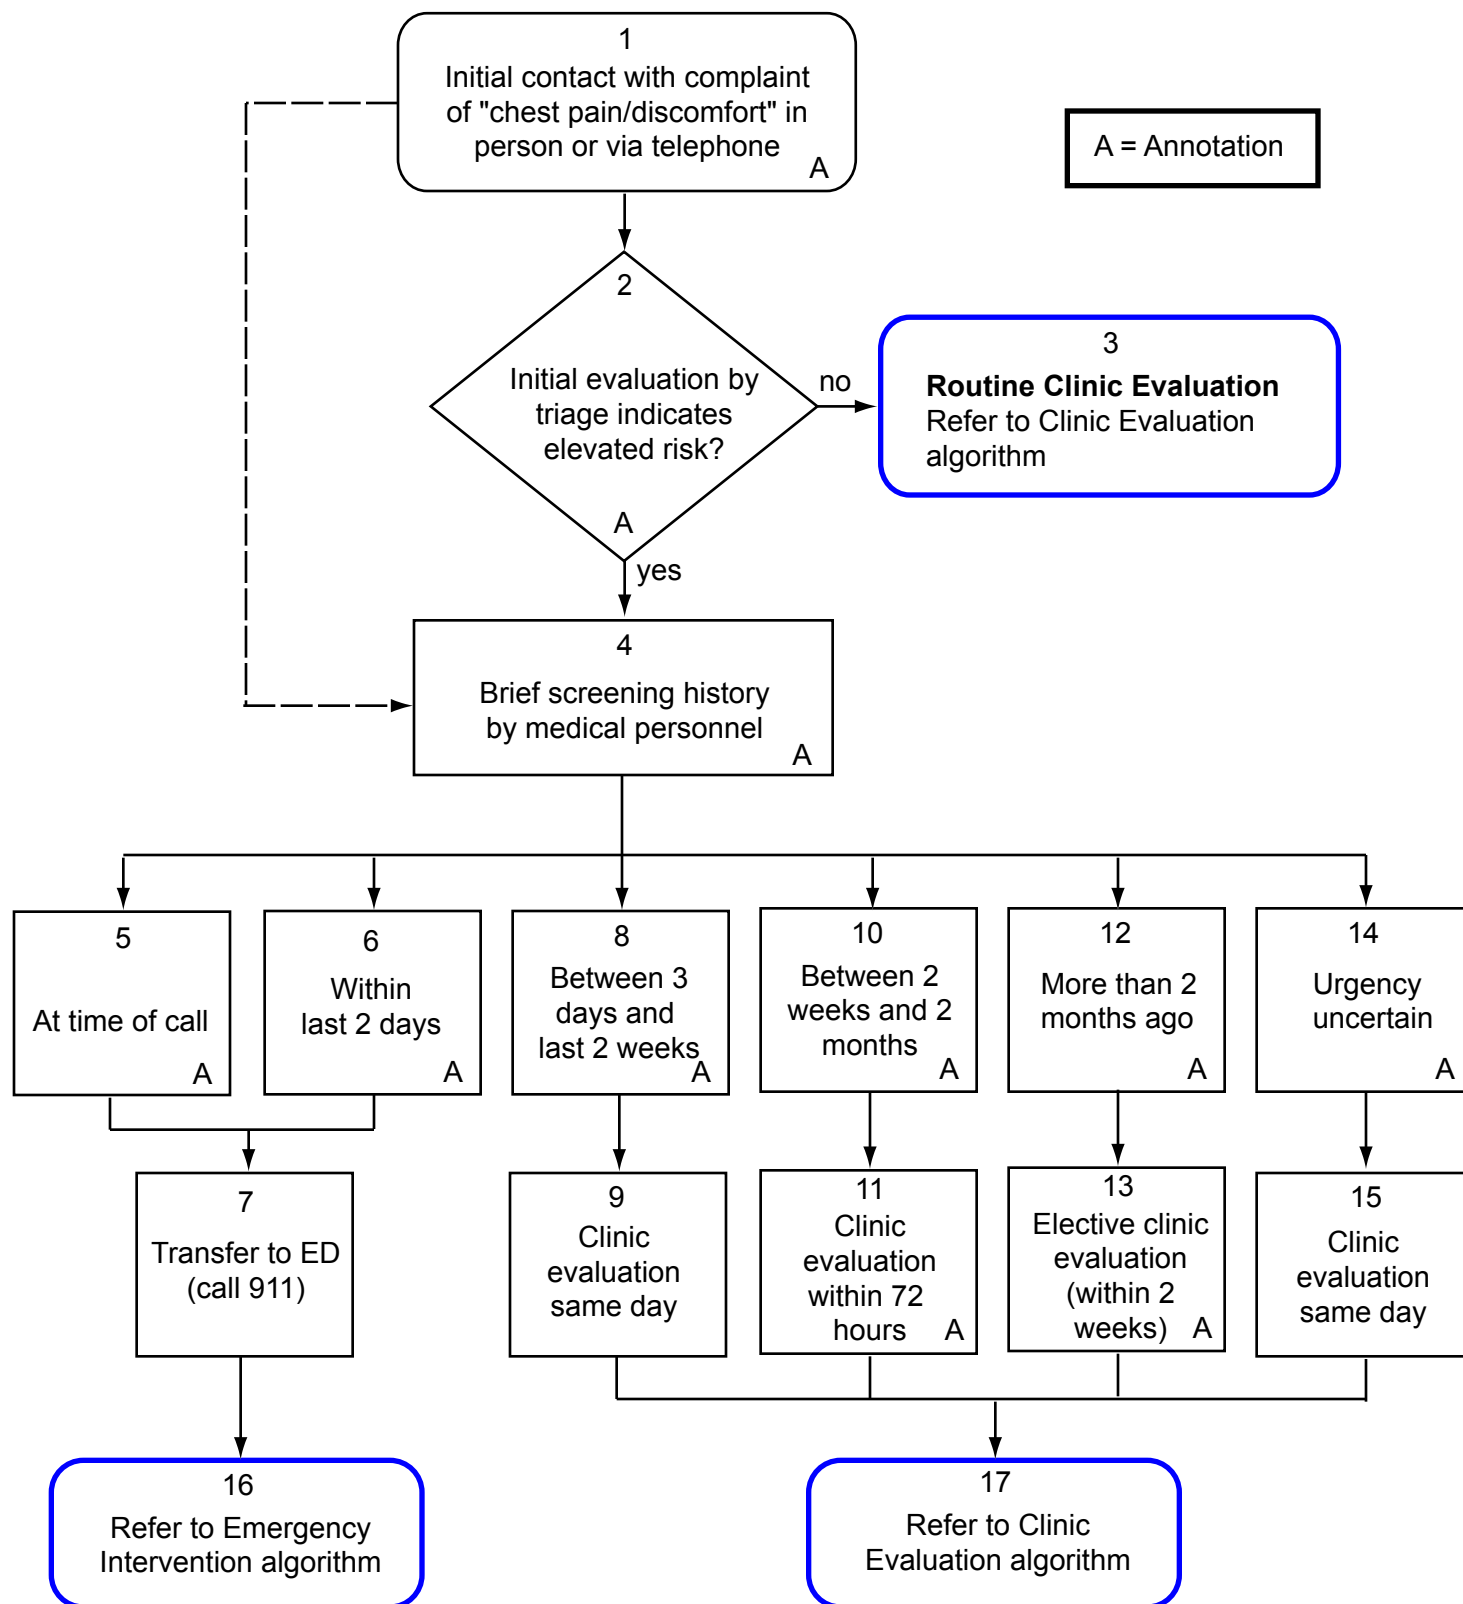 1
Initial contact with complaint
of "chest pain/discomfort" in
person or via telephone
A
A = Annotation
2
Initial evaluation by
triage indicates
elevated risk?
A
no
3
Routine Clinic Evaluation
Refer to Clinic Evaluation
algorithm
yes
4
Brief screening history
by medical personnel
A
5
At time of call
A
6
Within
last 2 days
A
8
Between 3
days and
last 2 weeks
A
10
Between 2
weeks and 2
months
A
12
More than 2
months ago
A
14
Urgency
uncertain
A
7
Transfer to ED
(call 911)
9
Clinic
evaluation
same day
11
Clinic
evaluation
within 72
hours
A
13
Elective clinic
evaluation
(within 2
weeks)
A
15
Clinic
evaluation
same day
16
Refer to Emergency
Intervention algorithm
17
Refer to Clinic
Evaluation algorithm